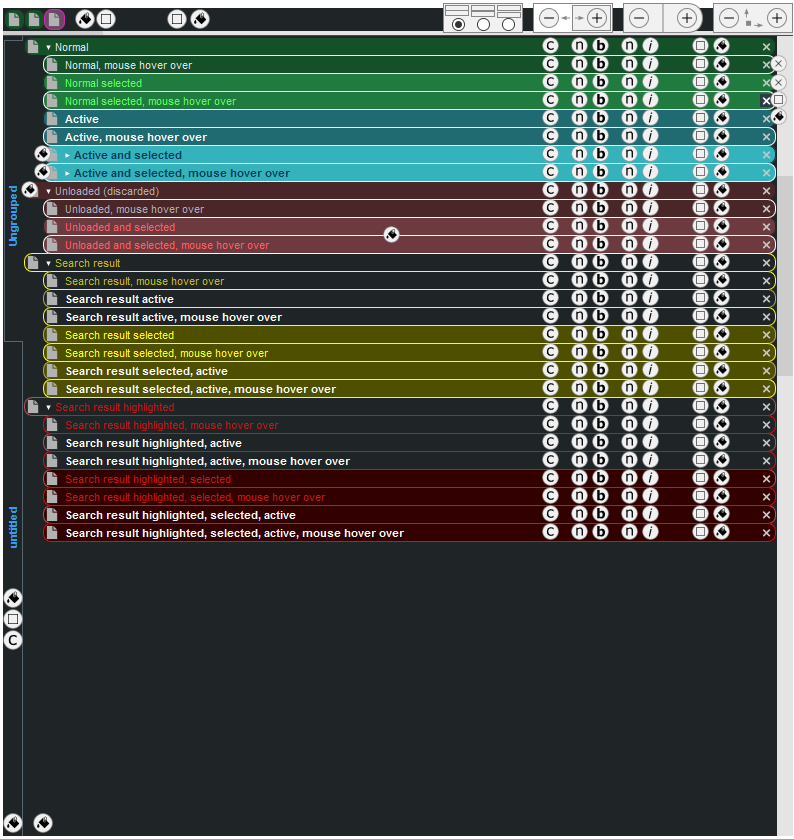 Normal C n b n i
Normal, mouse hover over C n b n i
Normal selected C n b n i
Normal selected, mouse hover over C n b n i
Active C n b n i
Active, mouse hover over C n b n i
Active and selected C n b n i
Active and selected, mouse hover over C n b n i
Unloaded (discarded) C n b n i
Unloaded, mouse hover over C n b n i
Unloaded and selected C n b n i
Unloaded and selected, mouse hover over C n b n i
Search result C n b n i
Search result, mouse hover over C n b n i
Search result active C n b n i
Search result active, mouse hover over C n b n i
Search result selected C n b n i
Search result selected, mouse hover over C n b n i
Search result selected, active C n b n i
Search result selected, active, mouse hover over C n b n i
Search result highlighted C n b n i
Search result highlighted, mouse hover over C n b n i
Search result highlighted, active C n b n i
Search result highlighted, active, mouse hover over C n b n i
Search result highlighted, selected C n b n i
Search result highlighted, selected, mouse hover over C n b n i
Search result highlighted, selected, active C n b n i
Search result highlighted, selected, active, mouse hover over C n b n i
Ungrouped
untitled
C